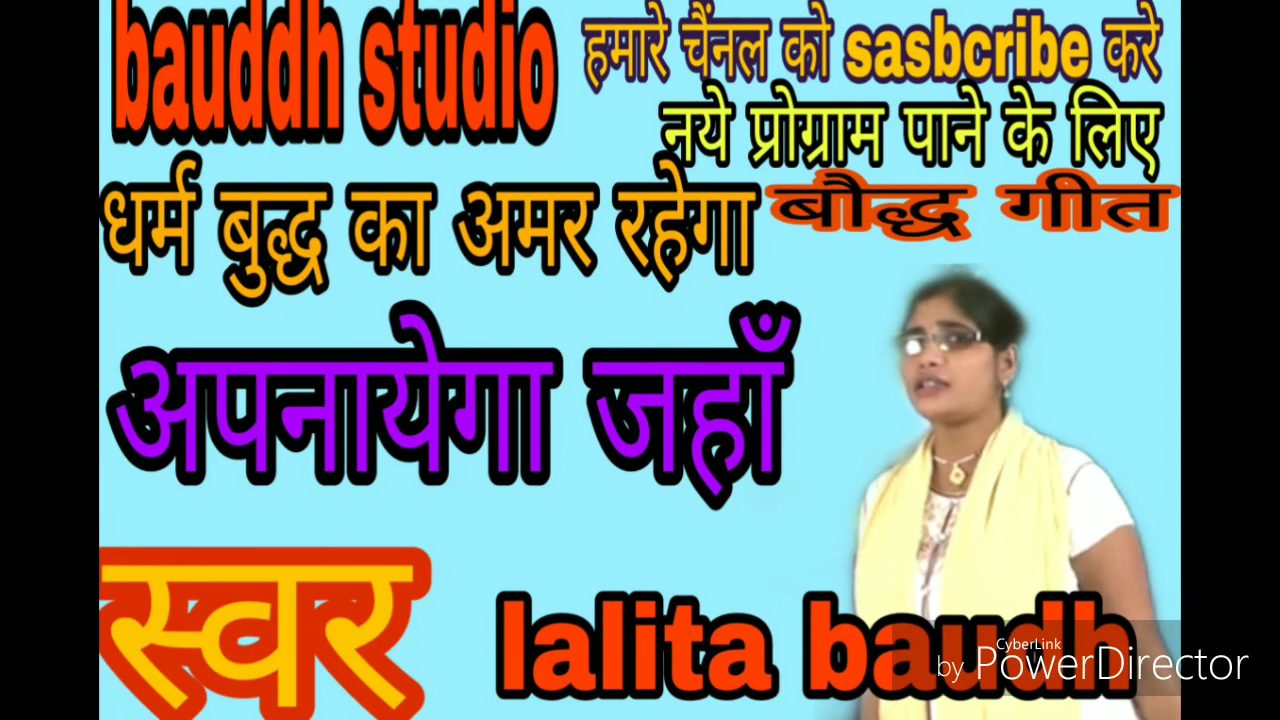 bauddh studio
हमारे चैंनल को sasbcribe करे
नये प्रोग्राम पाने के लिए
धर्म बुद्ध का अमर रहेगा
बौद्ध गीत
अपनायेगा जहाँ
स्वर
lalita baudh
CyberLink
by PowerDirector